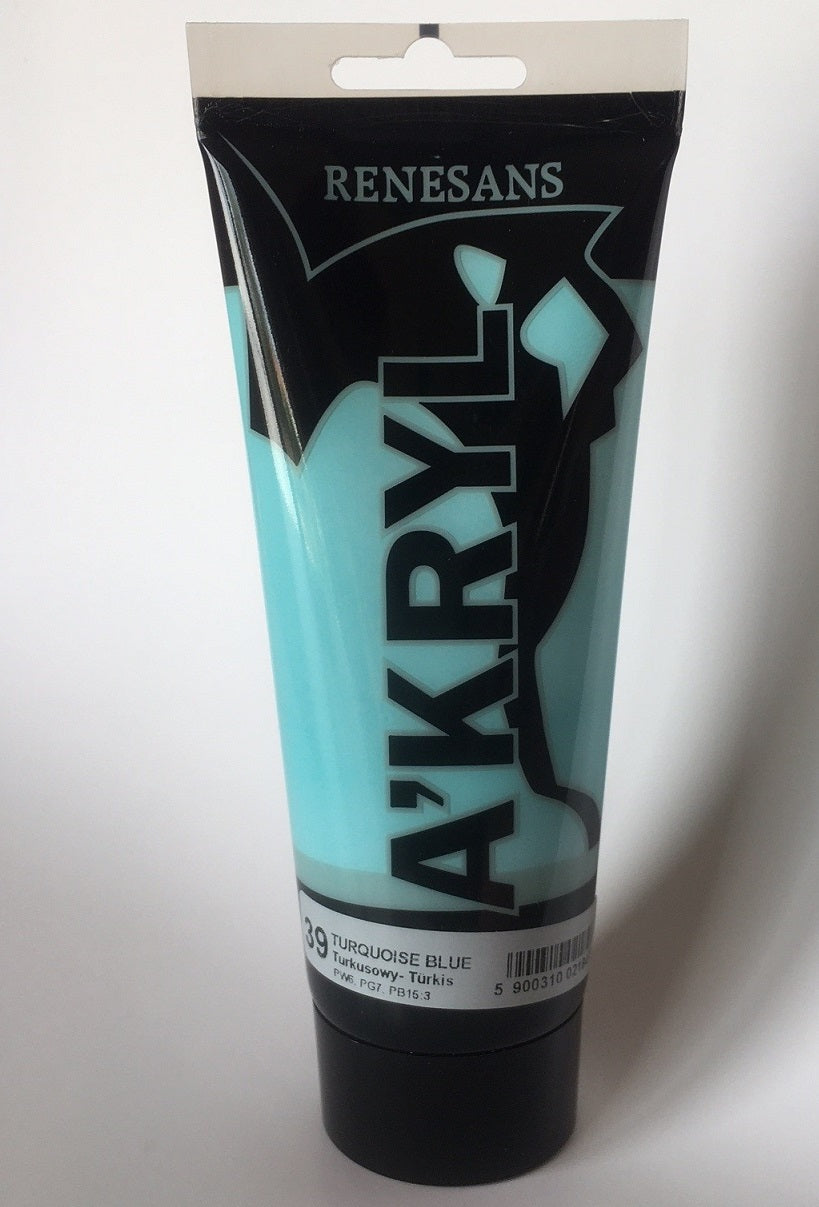 RENESANS
A'KRYL
39 TURQUOISE BLUE
Turkusowy- Türkis
PW6, PG7, PB15:3
5 900310